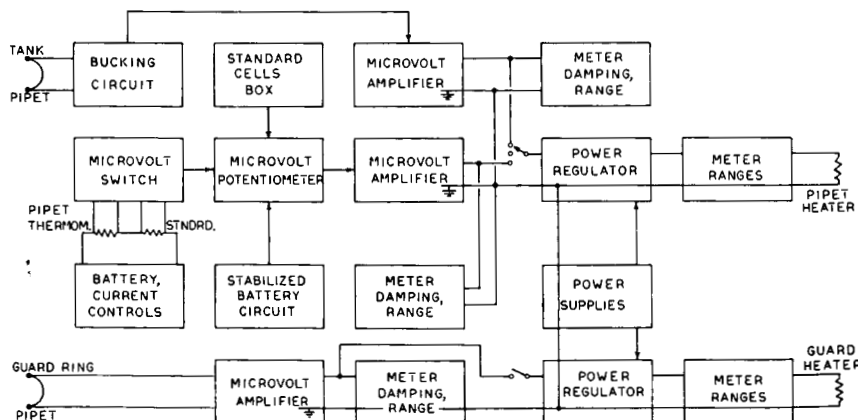 TANK
PIPET
BUCKING
CIRCUIT
STANDARD
CELLS
BOX
MICROVOLT
AMPLIFIER
METER
DAMPING,
RANGE
MICROVOLT
SWITCH
MICROVOLT
POTENTIOMETER
MICROVOLT
AMPLIFIER
POWER
REGULATOR
METER
RANGES
PIPET
HEATER
PIPET
THERMOM.
STNDRD.
BATTERY,
CURRENT
CONTROLS
STABILIZED
BATTERY
CIRCUIT
METER
DAMPING,
RANGE
POWER
SUPPLIES
GUARD RING
PIPET
MICROVOLT
AMPLIFIER
METER
DAMPING,
RANGE
POWER
REGULATOR
METER
RANGES
GUARD
HEATER